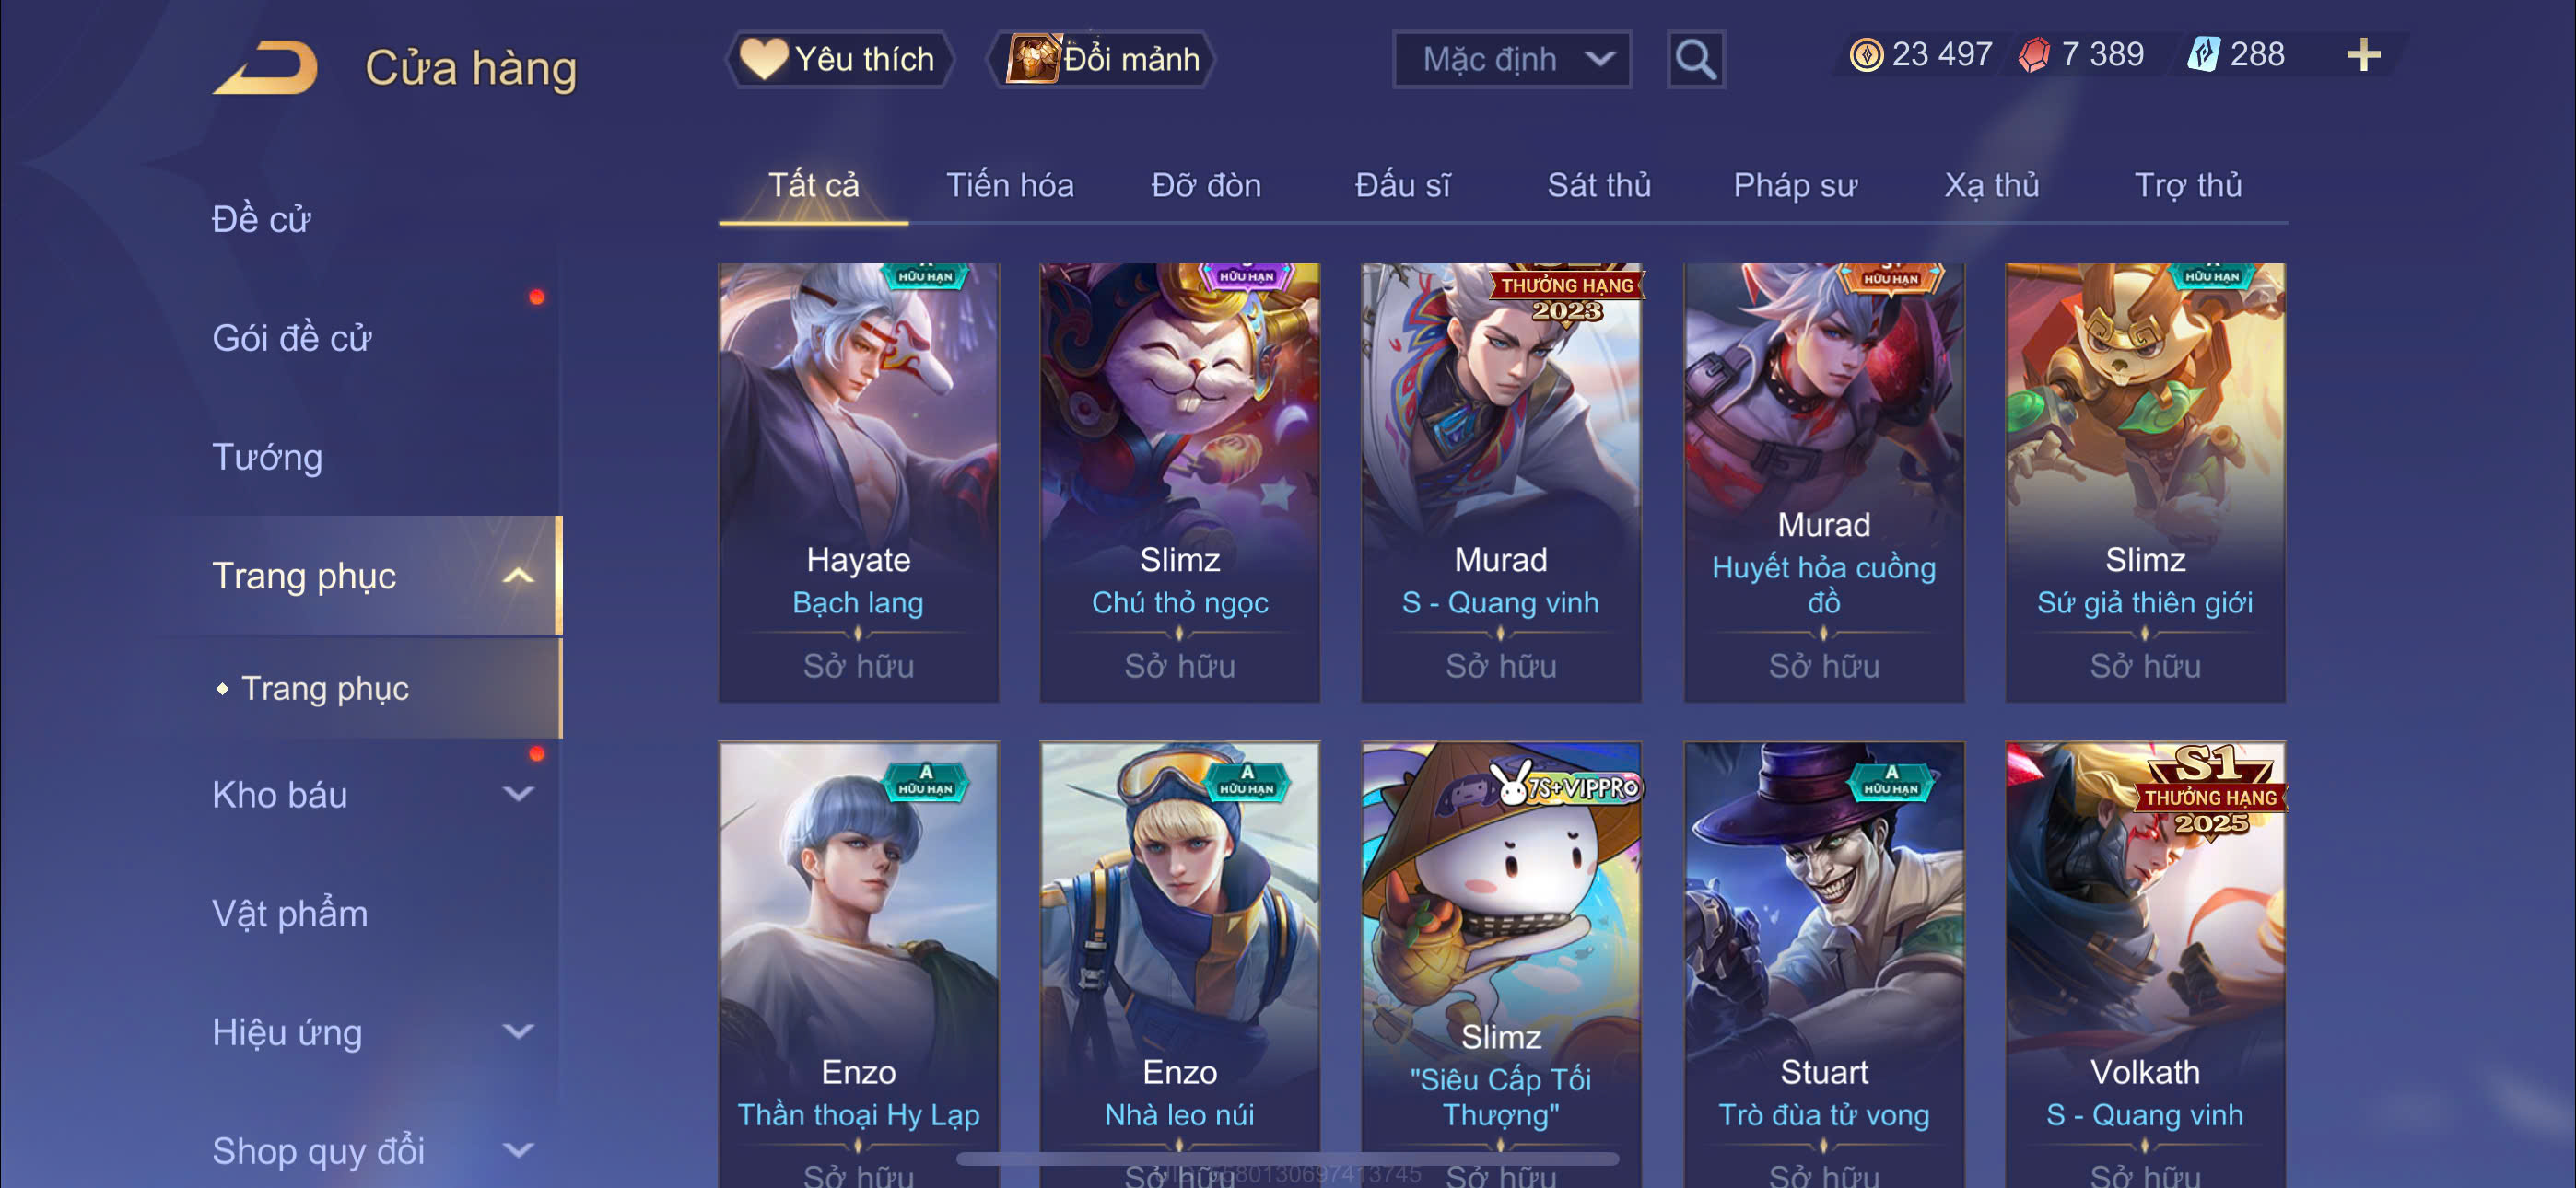 Cửa hàng
Yêu thích
Đổi mảnh
Mặc định
23 497
7 389
288
Đề cử
Gói đề cử
Tướng
Trang phục
Trang phục
Kho báu
Vật phẩm
Hiệu ứng
Shop quy đổi
Tất cả
Tiến hóa
Đỡ đòn
Đấu sĩ
Sát thủ
Pháp sư
Xạ thủ
Trợ thủ
HỮU HẠN
Hayate
Bạch lang
Sở hữu
HỮU HẠN
Slimz
Chú thỏ ngọc
Sở hữu
THƯỞNG HẠNG
2023
Murad
S - Quang vinh
Sở hữu
HỮU HẠN
Murad
Huyết hỏa cuồng
đồ
Sở hữu
HỮU HẠN
Slimz
Sứ giả thiên giới
Sở hữu
A
HỮU HẠN
Enzo
Thần thoại Hy Lạp
Sở hữu
A
HỮU HẠN
Enzo
Nhà leo núi
Sở hữu
7S+VIPPRO
Slimz
"Siêu Cấp Tối
Thượng"
Sở hữu
A
HỮU HẠN
Stuart
Trò đùa tử vong
Sở hữu
S1
THƯỞNG HẠNG
2025
Volkath
S - Quang vinh
Sở hữu